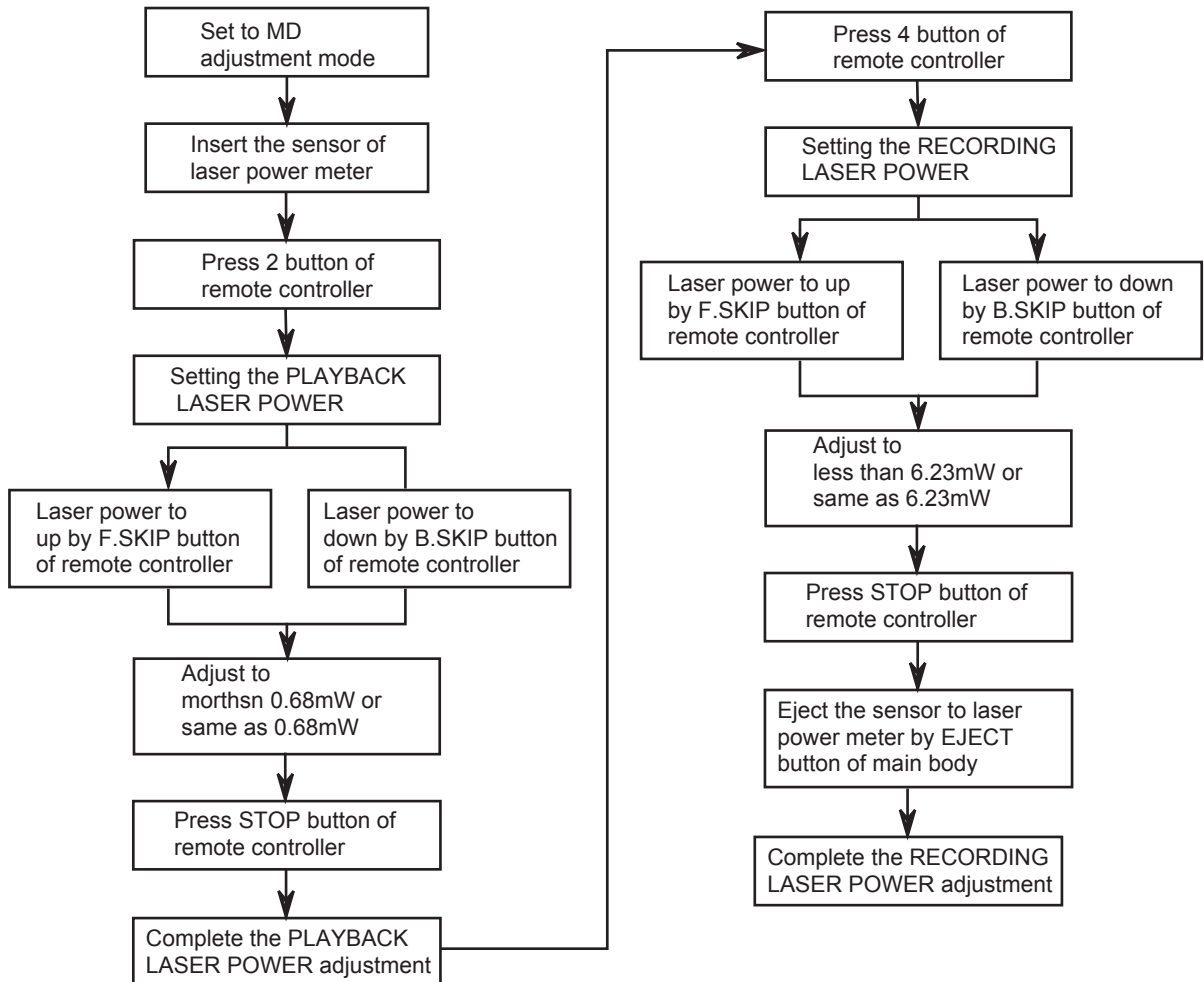 Set to MD
adjustment mode
Insert the sensor of
laser power meter
Press 2 button of
remote controller
Setting the PLAYBACK
LASER POWER
Laser power to
up by F.SKIP button
of remote controller
Laser power to
down by B.SKIP button
of remote controller
Adjust to
morthsn 0.68mW or
same as 0.68mW
Press STOP button of
remote controller
Complete the PLAYBACK
LASER POWER adjustment
Press 4 button of
remote controller
Setting the RECORDING
LASER POWER
Laser power to up
by F.SKIP button of
remote controller
Laser power to down
by B.SKIP button of
remote controller
Adjust to
less than 6.23mW or
same as 6.23mW
Press STOP button of
remote controller
Eject the sensor to laser
power meter by EJECT
button of main body
Complete the RECORDING
LASER POWER adjustment